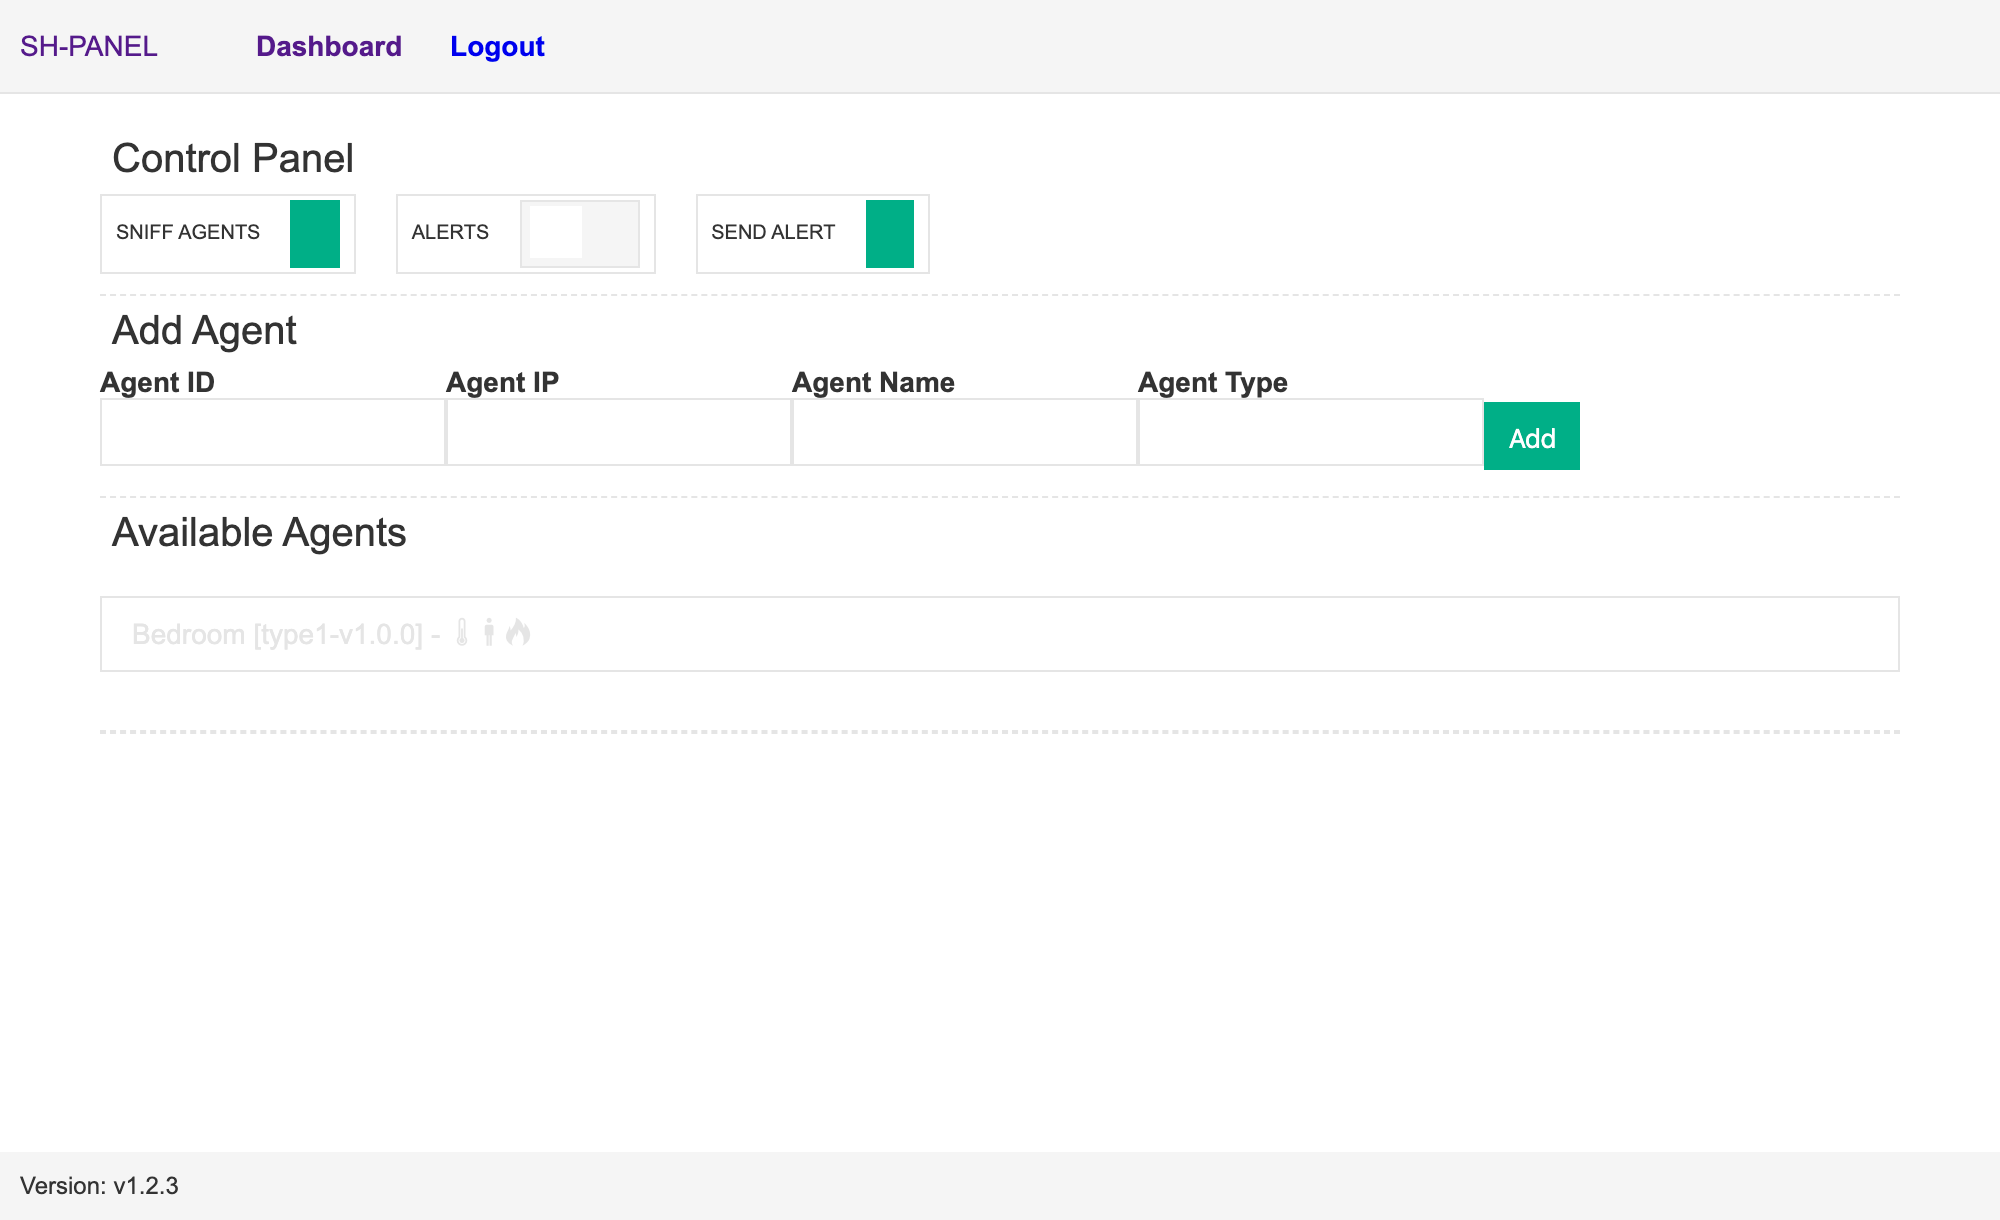 SH-PANEL Dashboard Logout
Control Panel
SNIFF AGENTS ALERTS SEND ALERT
Add Agent
Agent ID Agent IP Agent Name Agent Type
Add
Available Agents
Bedroom [type1-v1.0.0] -
Version: v1.2.3